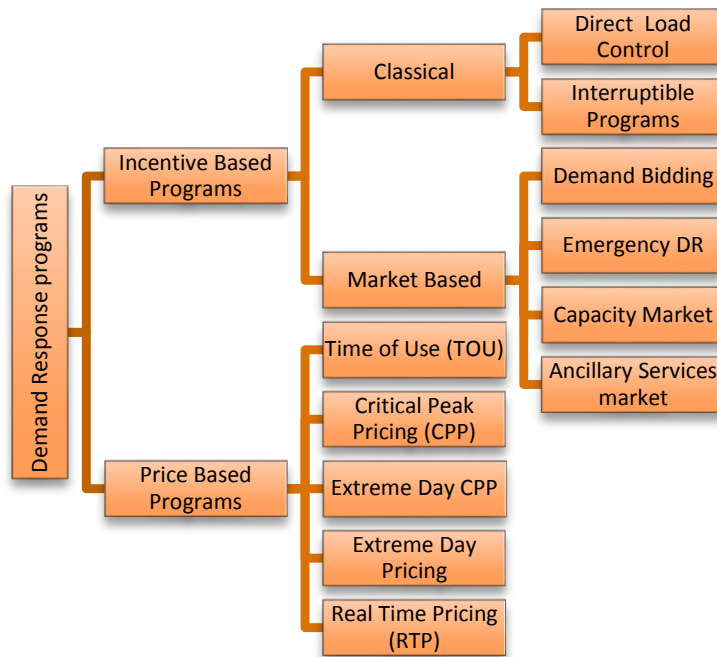 Demand Response programs
Incentive Based
Programs
Classical
Direct Load
Control
Interruptible
Programs
Market Based
Demand Bidding
Emergency DR
Capacity Market
Ancillary Services
market
Price Based
Programs
Time of Use (TOU)
Critical Peak
Pricing (CPP)
Extreme Day CPP
Extreme Day
Pricing
Real Time Pricing
(RTP)